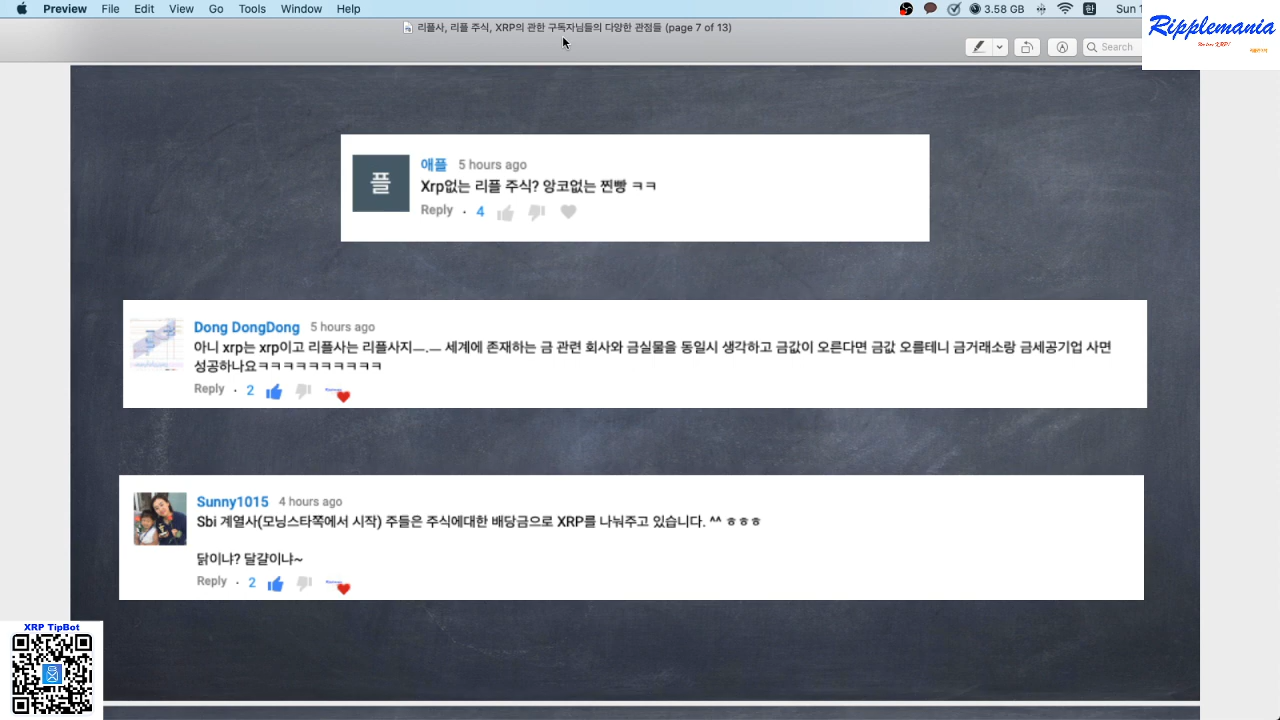 Preview File Edit View Go Tools Window Help 3.58 GB 한 Sun 1
리플사, 리플 주식, XRP의 관한 구독자님들의 다양한 관점들 (page 7 of 13)
Search
Ripplemania
플
애플 5 hours ago
Xrp없는 리플 주식? 앙코없는 찐빵 ㅋㅋ
Reply · 4
Dong DongDong 5 hours ago
아니 xrp는 xrp이고 리플사는 리플사지ㅡ.ㅡ 세계에 존재하는 금 관련 회사와 금실물을 동일시 생각하고 금값이 오른다면 금값 오를테니 금거래소랑 금세공기업 사면
성공하나요ㅋㅋㅋㅋㅋㅋㅋㅋㅋㅋ
Reply · 2
Sunny1015 4 hours ago
Sbi 계열사(모닝스타쪽에서 시작) 주들은 주식에대한 배당금으로 XRP를 나눠주고 있습니다. ^^ ㅎㅎㅎ
닭이냐? 달걀이냐~
Reply · 2
XRP TipBot